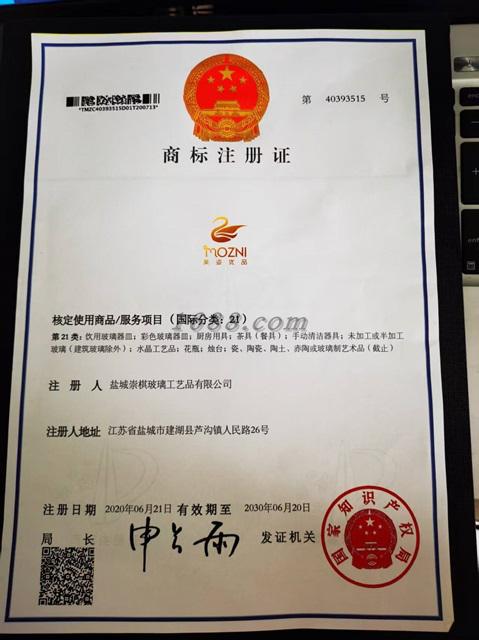 *TMZC40393515D01T200713*
第 40393515 号
商标注册证
MOZNI
优品
核定使用商品/服务项目（国际分类：21）
1688.com
第21类：饮用玻璃器皿；彩色玻璃器皿；厨房用具；茶具（餐具）；手动清洁器具；未加工或半加工
玻璃（建筑玻璃除外）；水晶工艺品；花瓶；烛台；瓷、陶瓷、陶土、赤陶或玻璃制艺术品（截止）
注 册 人 盐城崇棋玻璃工艺品有限公司
注册人地址 江苏省盐城市建湖县芦沟镇人民路26号
注册日期 2020年06月21日 有效期至 2030年06月20日
局 长 申长雨 发证机关
国家知识产权局